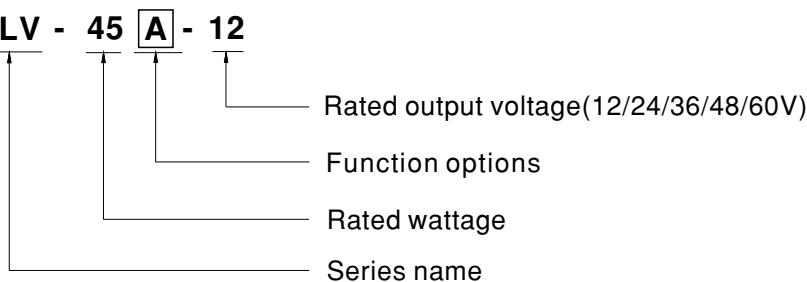 LV - 45 A - 12
Rated output voltage(12/24/36/48/60V)
Function options
Rated wattage
Series name